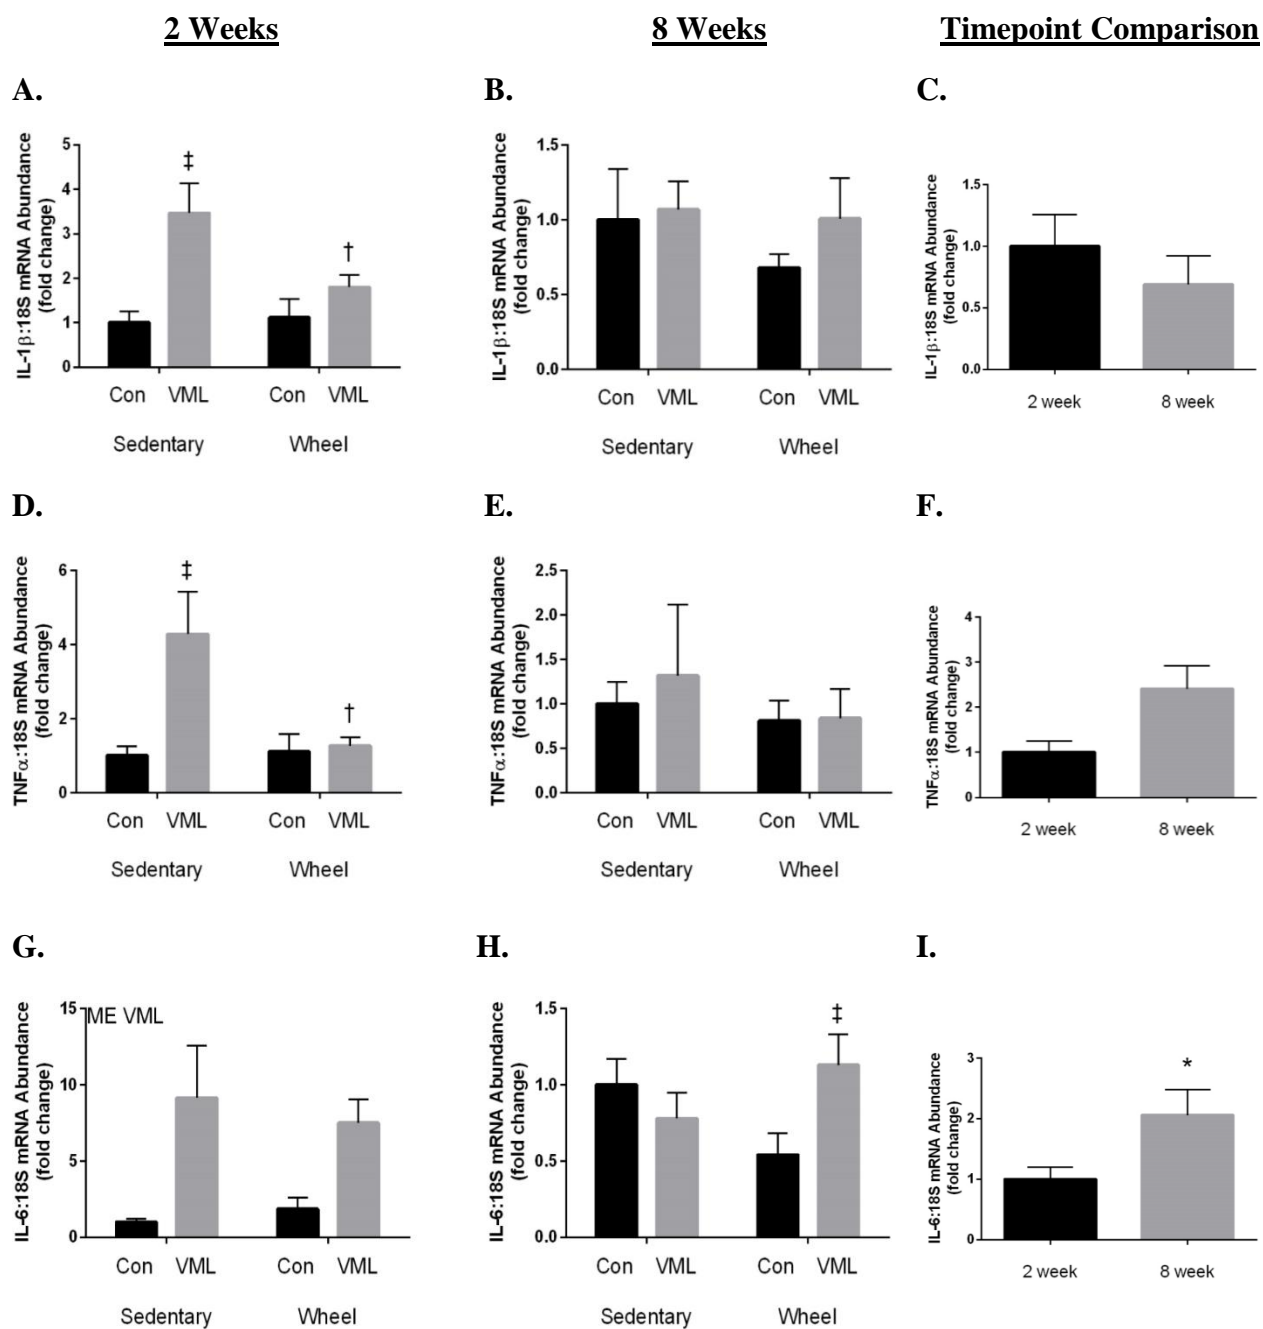 2 Weeks
8 Weeks
Timepoint Comparison
A.
B.
C.
IL-1β:18S mRNA Abundance
(fold change)
5
4
3
2
1
0
‡
†
Con VML Con VML
Sedentary Wheel
IL-1β:18S mRNA Abundance
(fold change)
1.5
1.0
0.5
0.0
Con VML Con VML
Sedentary Wheel
IL-1β:18S mRNA Abundance
(fold change)
1.5
1.0
0.5
0.0
2 week 8 week
D.
E.
F.
TNFα:18S mRNA Abundance
(fold change)
6
4
2
0
‡
†
Con VML Con VML
Sedentary Wheel
TNFα:18S mRNA Abundance
(fold change)
2.5
2.0
1.5
1.0
0.5
0.0
Con VML Con VML
Sedentary Wheel
TNFα:18S mRNA Abundance
(fold change)
4
3
2
1
0
2 week 8 week
G.
H.
I.
IL-6:18S mRNA Abundance
(fold change)
15
10
5
0
ME VML
Con VML Con VML
Sedentary Wheel
IL-6:18S mRNA Abundance
(fold change)
1.5
1.0
0.5
0.0
‡
Con VML Con VML
Sedentary Wheel
IL-6:18S mRNA Abundance
(fold change)
3
2
1
0
*
2 week 8 week